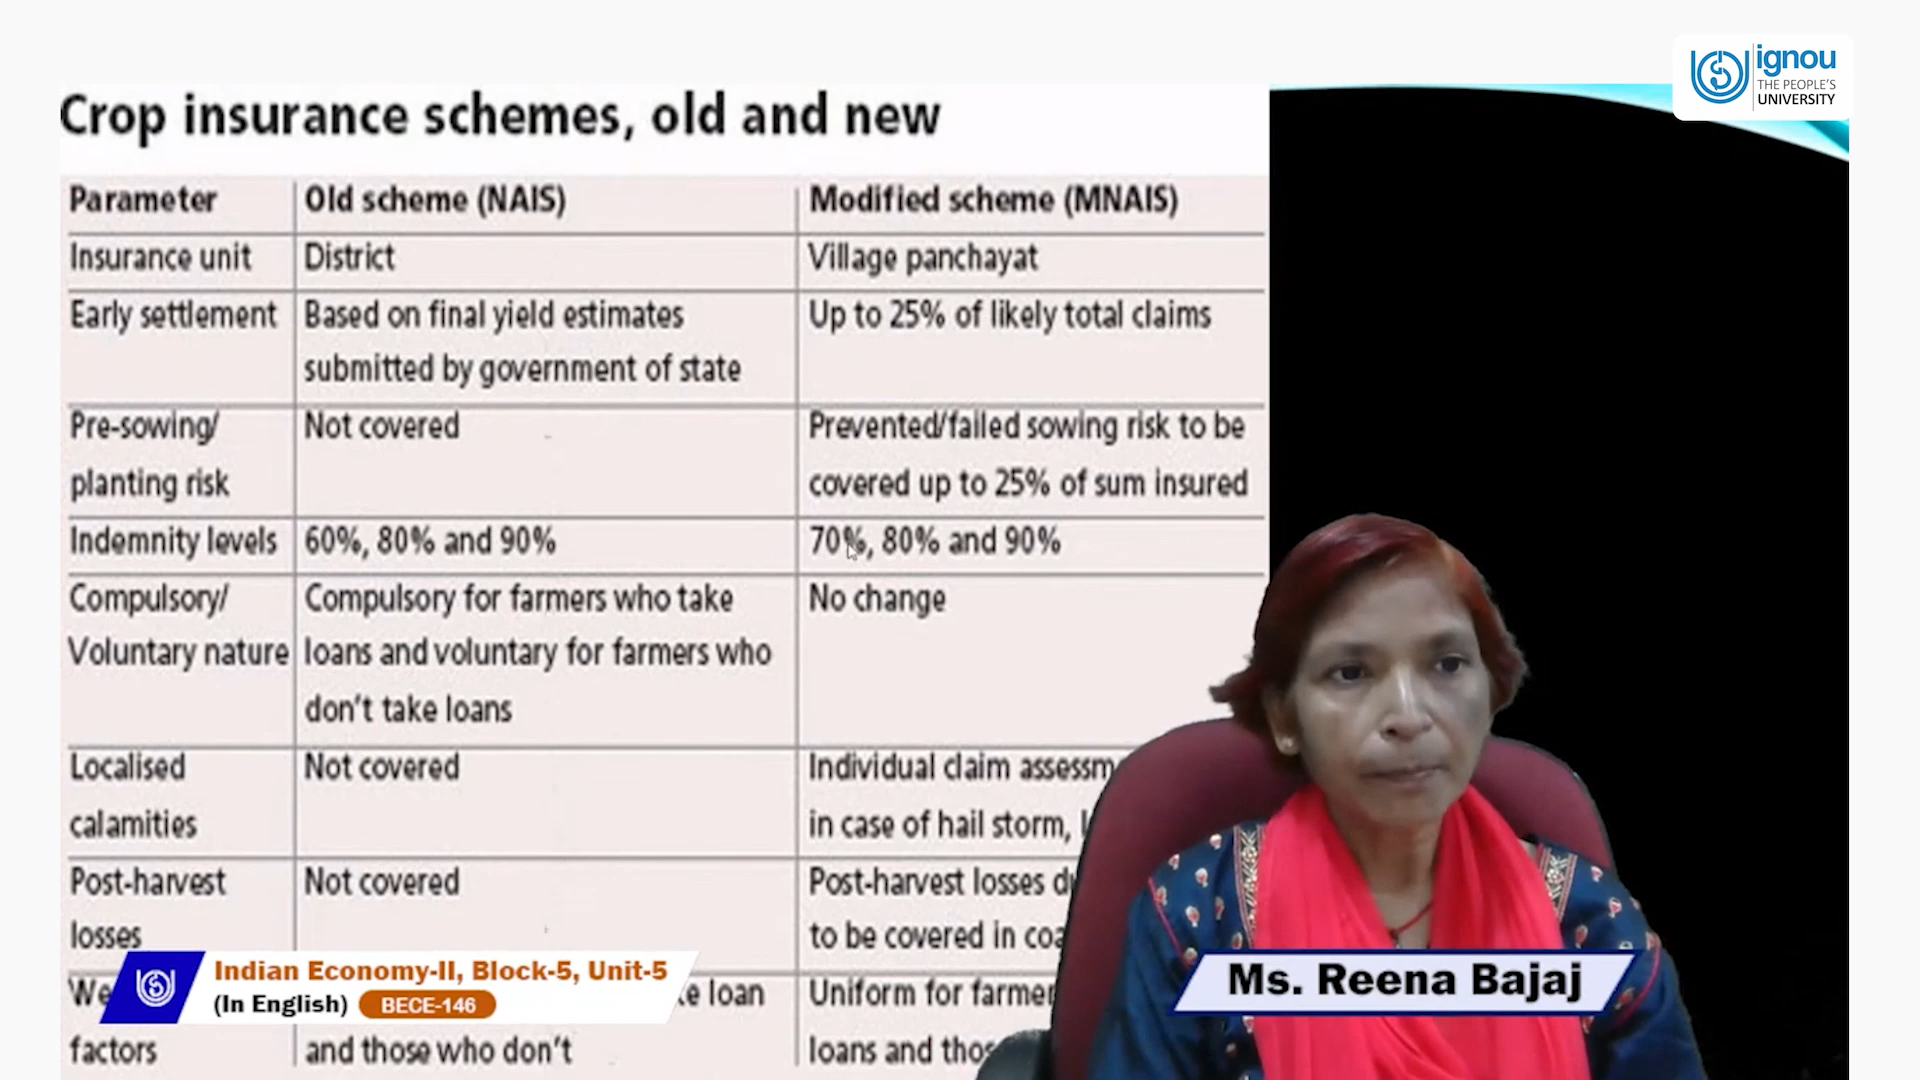 ignou
THE PEOPLE'S
UNIVERSITY
Crop insurance schemes, old and new
Parameter Old scheme (NAIS) Modified scheme (MNAIS)
Insurance unit District Village panchayat
Early settlement Based on final yield estimates Up to 25% of likely total claims
submitted by government of state
Pre-sowing/ Not covered Prevented/failed sowing risk to be
planting risk covered up to 25% of sum insured
Indemnity levels 60%, 80% and 90% 70%, 80% and 90%
Compulsory/ Compulsory for farmers who take No change
Voluntary nature loans and voluntary for farmers who
don't take loans
Localised Not covered Individual claim
calamities in case of hail storm,
Post-harvest Not covered Post-harvest losses
losses to be covered in
loan Uniform for
factors and those who don't loans and
Indian Economy-II, Block-5, Unit-5
(In English) BECE-146
Ms. Reena Bajaj